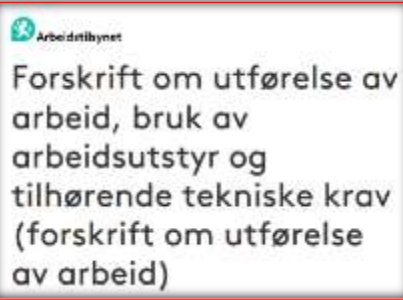 Arbeidstilsynet
Forskrift om utførelse av
arbeid, bruk av
arbeidsutstyr og
tilhørende tekniske krav
(forskrift om utførelse
av arbeid)